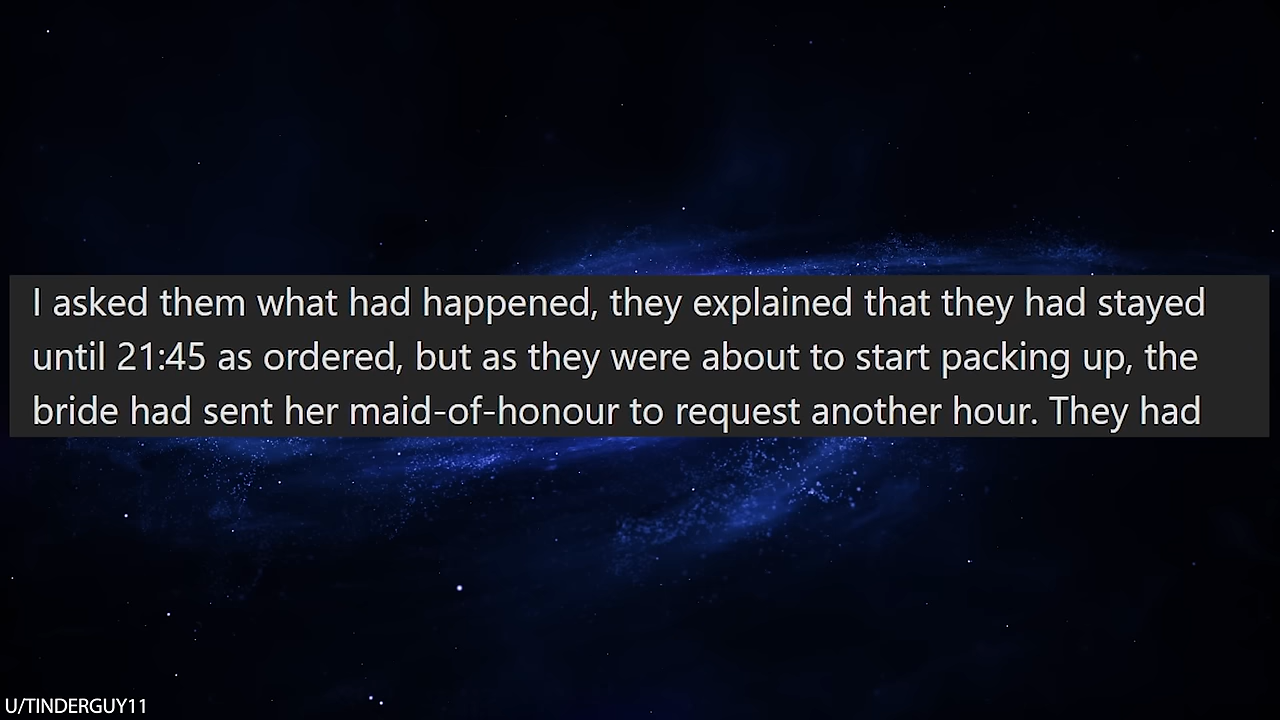 I asked them what had happened, they explained that they had stayed
until 21:45 as ordered, but as they were about to start packing up, the
bride had sent her maid-of-honour to request another hour. They had
U/TINDERGUY11